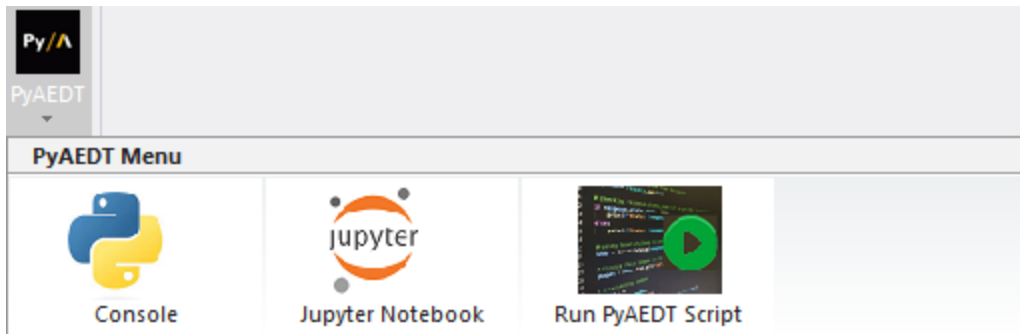 Py/Λ
PyAEDT
PyAEDT Menu
jupyter
Console
Jupyter Notebook
Run PyAEDT Script